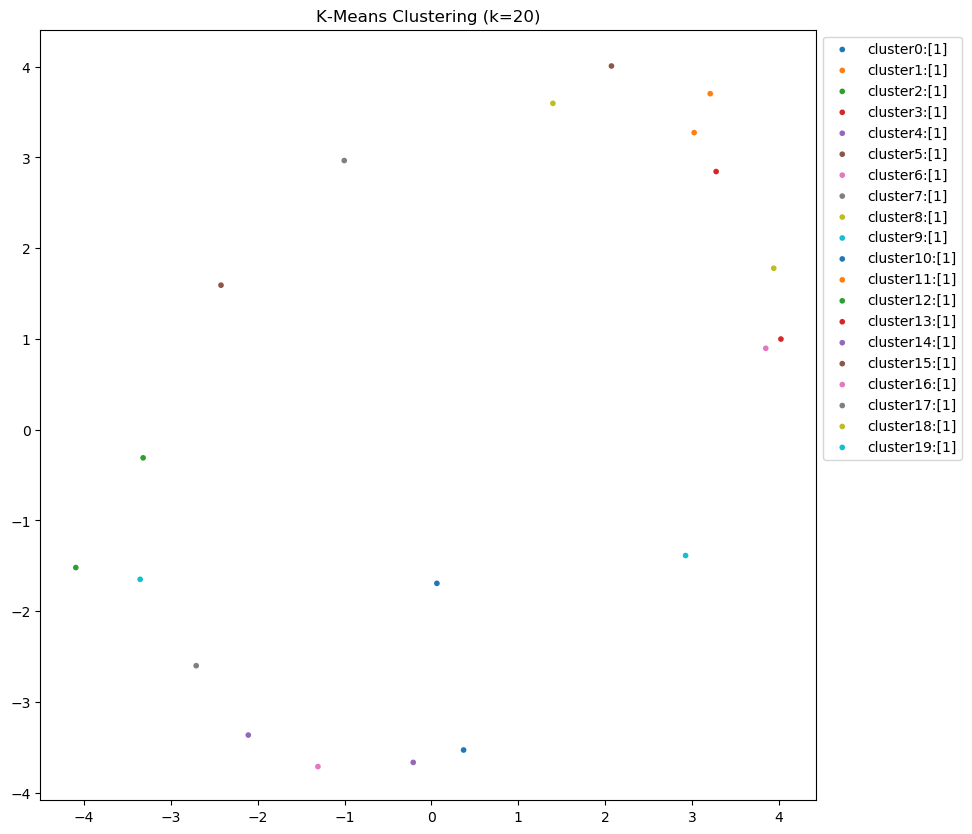 K-Means Clustering (k=20)
4
3
2
1
0
−1
−2
−3
−4
−4 −3 −2 −1 0 1 2 3 4
cluster0:[1]
cluster1:[1]
cluster2:[1]
cluster3:[1]
cluster4:[1]
cluster5:[1]
cluster6:[1]
cluster7:[1]
cluster8:[1]
cluster9:[1]
cluster10:[1]
cluster11:[1]
cluster12:[1]
cluster13:[1]
cluster14:[1]
cluster15:[1]
cluster16:[1]
cluster17:[1]
cluster18:[1]
cluster19:[1]